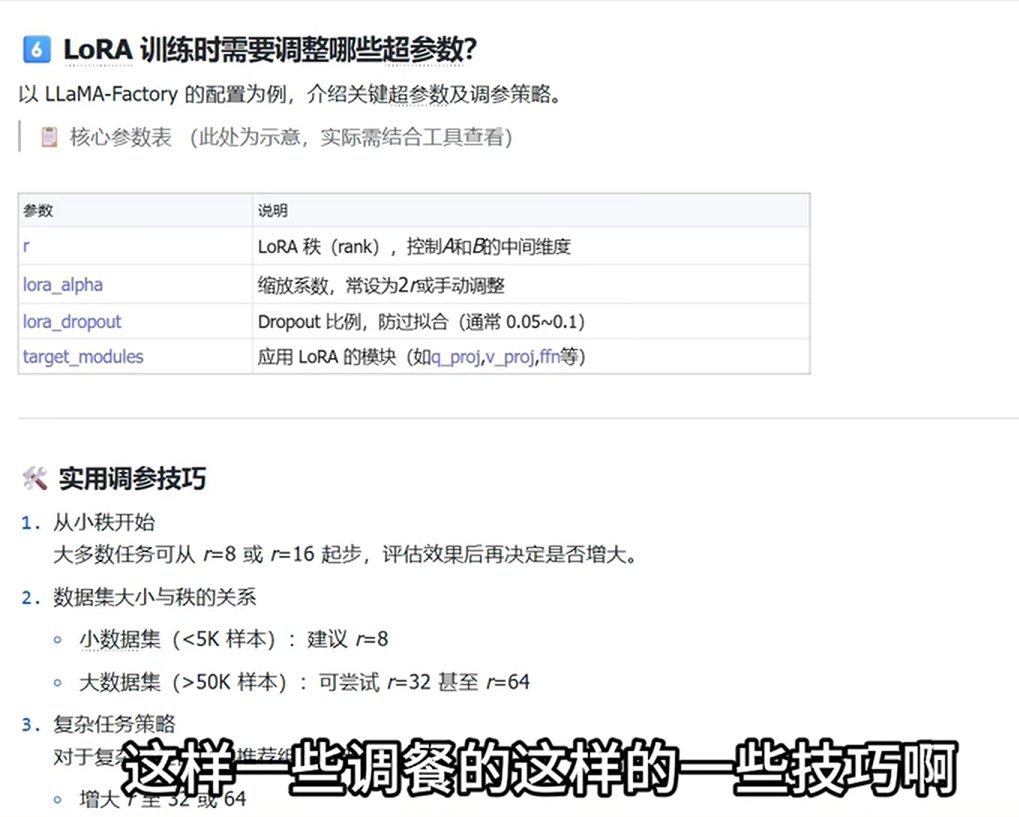 6 LoRA 训练时需要调整哪些超参数?
以 LLaMA-Factory 的配置为例，介绍关键超参数及调参策略。
核心参数表 （此处为示意，实际需结合工具查看）
参数 说明
r LoRA 秩（rank），控制A和B的中间维度
lora_alpha 缩放系数，常设为2r或手动调整
lora_dropout Dropout 比例，防过拟合（通常 0.05~0.1）
target_modules 应用 LoRA 的模块（如q_proj,v_proj,ffn等）
实用调参技巧
1. 从小秩开始
大多数任务可从 r=8 或 r=16 起步，评估效果后再决定是否增大。
2. 数据集大小与秩的关系
小数据集（<5K 样本）：建议 r=8
大数据集（>50K 样本）：可尝试 r=32 甚至 r=64
3. 复杂任务策略
对于复
这样一些调餐的这样的一些技巧啊
增大 r 至 32 或 64